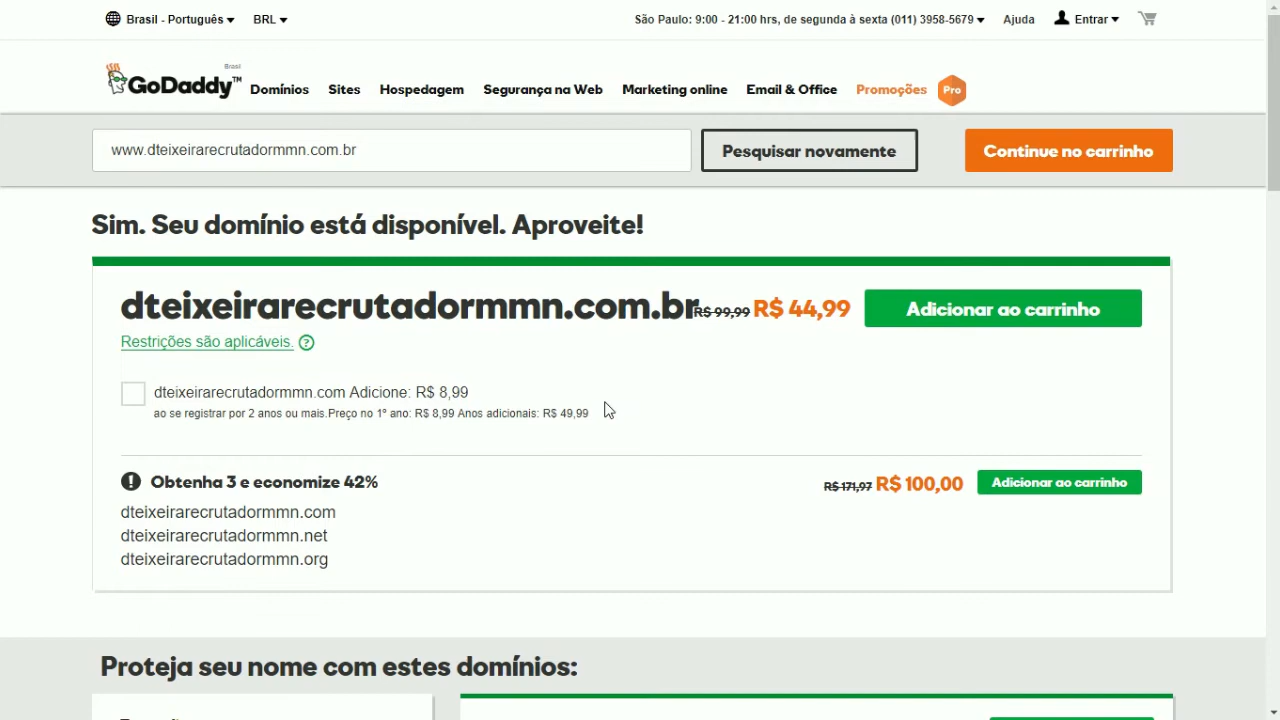 Brasil - Português BRL São Paulo: 9:00 - 21:00 hrs, de segunda à sexta (011) 3958-5679 Ajuda Entrar
Brasil
GoDaddy™ Domínios Sites Hospedagem Segurança na Web Marketing online Email & Office Promoções Pro
www.dteixeirarecrutadormmn.com.br Pesquisar novamente Continue no carrinho
Sim. Seu domínio está disponível. Aproveite!
dteixeirarecrutadormmn.com.br R$ 99,99 R$ 44,99 Adicionar ao carrinho
Restrições são aplicáveis. ?
dteixeirarecrutadormmn.com Adicione: R$ 8,99
ao se registrar por 2 anos ou mais.Preço no 1º ano: R$ 8,99 Anos adicionais: R$ 49,99
Obtenha 3 e economize 42% R$ 171,97 R$ 100,00 Adicionar ao carrinho
dteixeirarecrutadormmn.com
dteixeirarecrutadormmn.net
dteixeirarecrutadormmn.org
Proteja seu nome com estes domínios: